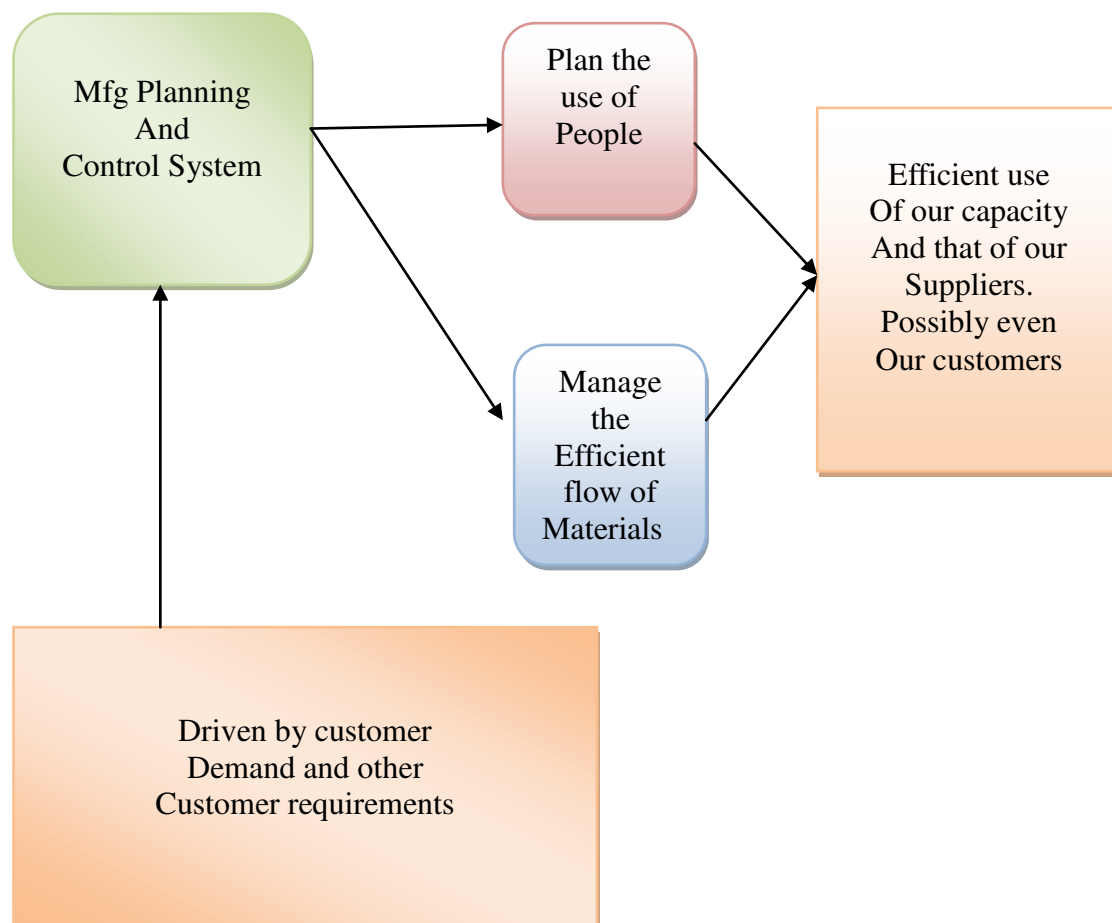 Mfg Planning
And
Control System
Plan the
use of
People
Efficient use
Of our capacity
And that of our
Suppliers.
Possibly even
Our customers
Manage
the
Efficient
flow of
Materials
Driven by customer
Demand and other
Customer requirements